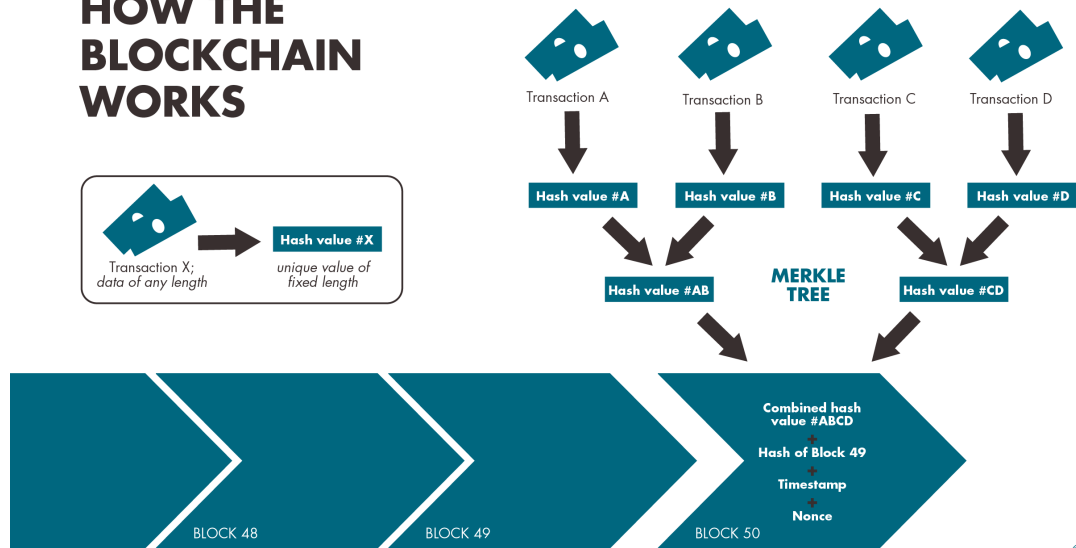 HOW THE
BLOCKCHAIN
WORKS
Transaction A
Transaction B
Transaction C
Transaction D
Hash value #A
Hash value #B
Hash value #C
Hash value #D
Transaction X;
data of any length
Hash value #X
unique value of
fixed length
Hash value #AB
MERKLE
TREE
Hash value #CD
Combined hash
value #ABCD
+
Hash of Block 49
+
Timestamp
+
Nonce
BLOCK 48
BLOCK 49
BLOCK 50